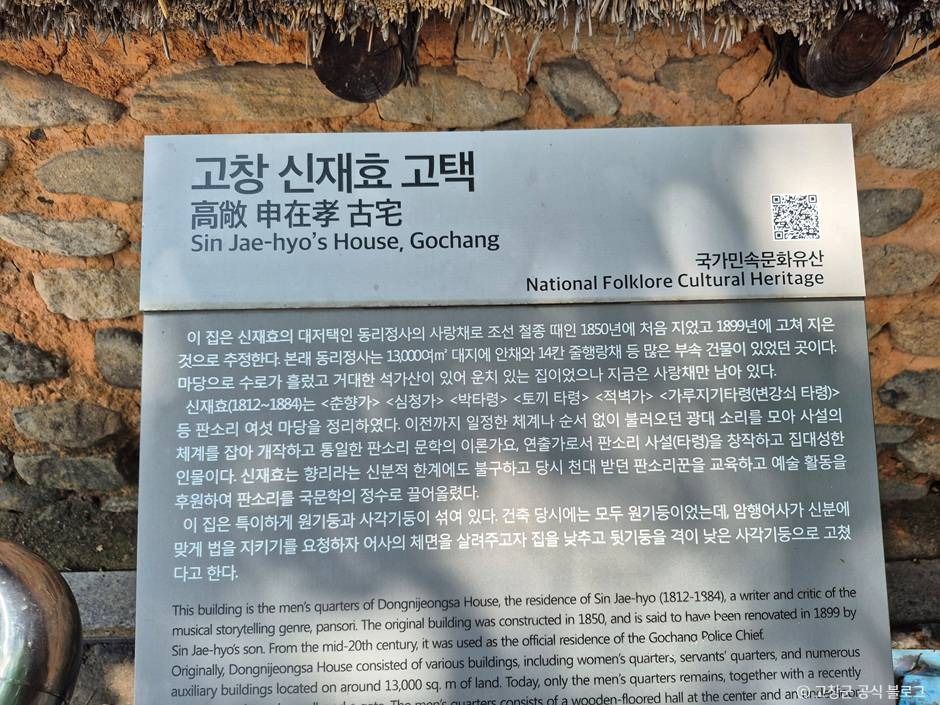 고창 신재효 고택
高敞 申在孝 古宅
Sin Jae-hyo's House, Gochang
국가민속문화유산
National Folklore Cultural Heritage
이 집은 신재효의 대저택인 동리정사의 사랑채로 조선 철종 때인 1850년에 처음 지었고 1899년에 고쳐 지은
것으로 추정한다. 본래 동리정사는 13,000여㎡ 대지에 안채와 14칸 줄행랑채 등 많은 부속 건물이 있었던 곳이다.
마당으로 수로가 흘렀고 거대한 석가산이 있어 운치 있는 집이었으나 지금은 사랑채만 남아 있다.
신재효(1812~1884)는 <춘향가> <심청가> <박타령> <토끼 타령> <적벽가> <가루지기타령(변강쇠 타령)>
등 판소리 여섯 마당을 정리하였다. 이전까지 일정한 체계나 순서 없이 불러오던 광대 소리를 모아 사설의
체계를 잡아 개작하고 통일한 판소리 문학의 이론가요, 연출가로서 판소리 사설(타령)을 창작하고 집대성한
인물이다. 신재효는 향리라는 신분적 한계에도 불구하고 당시 천대 받던 판소리꾼을 교육하고 예술 활동을
후원하여 판소리를 국문학의 정수로 끌어올렸다.
이 집은 특이하게 원기둥과 사각기둥이 섞여 있다. 건축 당시에는 모두 원기둥이었는데, 암행어사가 신분에
맞게 법을 지키기를 요청하자 어사의 체면을 살려주고자 집을 낮추고 뒷기둥을 격이 낮은 사각기둥으로 고쳤
다고 한다.
This building is the men's quarters of Dongnijeongsa House, the residence of Sin Jae-hyo (1812-1884), a writer and critic of the
musical storytelling genre, pansori. The original building was constructed in 1850, and is said to have been renovated in 1899 by
Sin Jae-hyo's son. From the mid-20th century, it was used as the official residence of the Gochang Police Chief.
Originally, Dongnijeongsa House consisted of various buildings, including women's quarters, servants' quarters, and numerous
auxiliary buildings located on around 13,000 sq. m of land. Today, only the men's quarters remains, together with a recently
The men's quarters consists of a wooden-floored hall at the center and an
© 고창군 공식 블로그